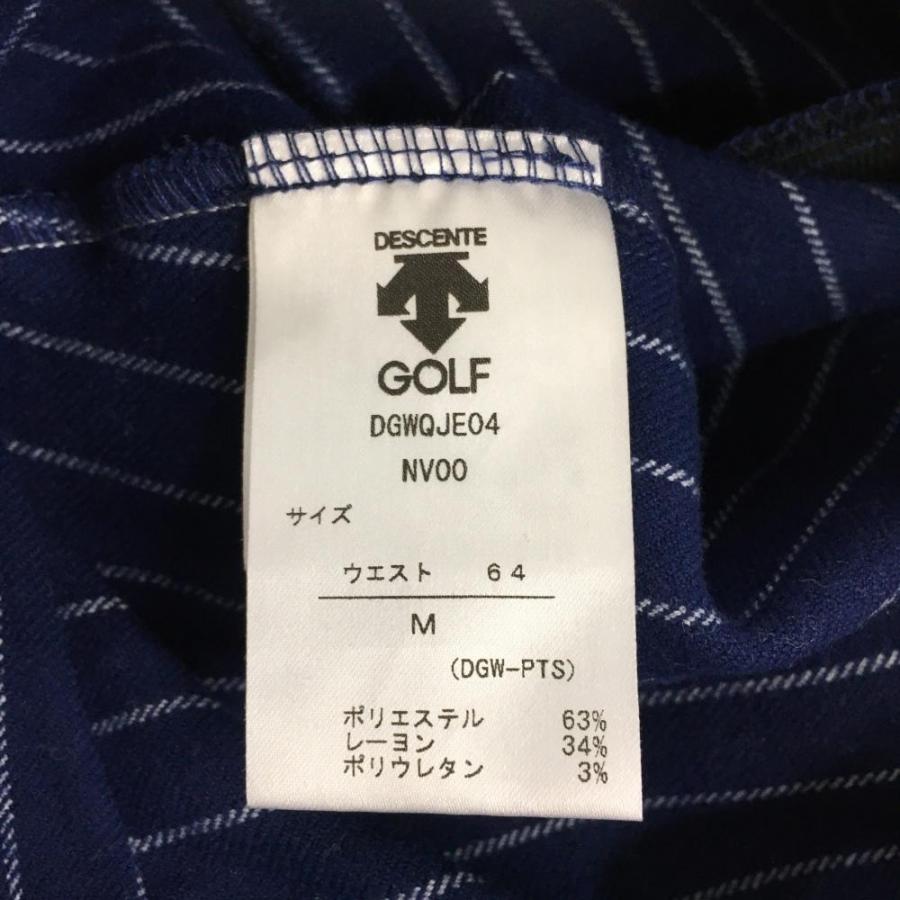 DESCENTE
GOLF
DGWQJE04
NV00
サイズ
ウエスト 64
M
(DGW-PTS)
ポリエステル 63%
レーヨン 34%
ポリウレタン 3%